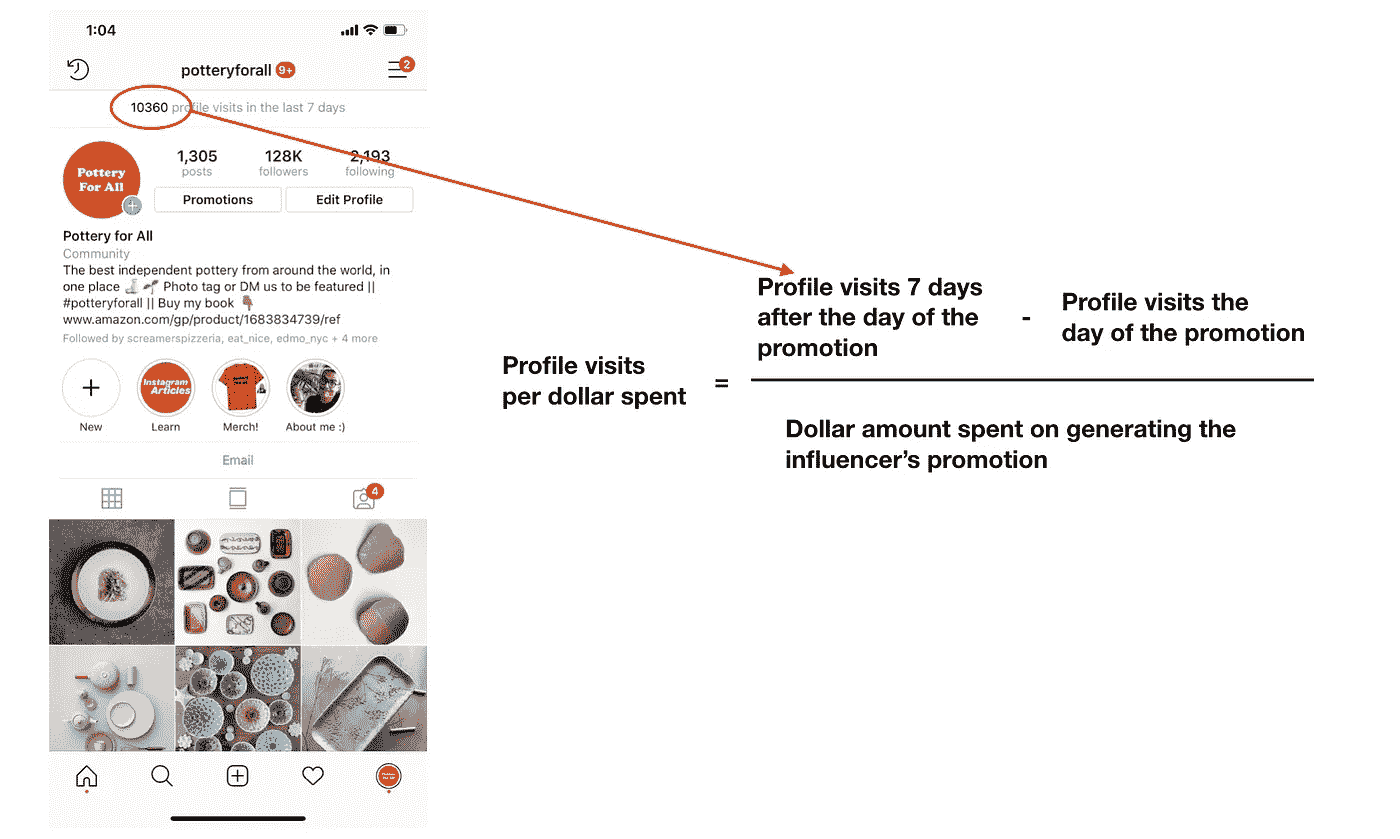 1:04
potteryforall 9+
2
10360 profile visits in the last 7 days
Pottery
For All
1,305 128K 2,193
posts followers following
Promotions Edit Profile
Pottery for All
Community
The best independent pottery from around the world, in
one place Photo tag or DM us to be featured ||
#potteryforall || Buy my book
www.amazon.com/gp/product/1683834739/ref
Followed by screamerspizzeria, eat_nice, edmo_nyc + 4 more
Instagram
Articles
New Learn Merch! About me :)
Email
4
Profile visits
per dollar spent
=
Profile visits 7 days
after the day of the
promotion
-
Profile visits the
day of the promotion
Dollar amount spent on generating the
influencer's promotion